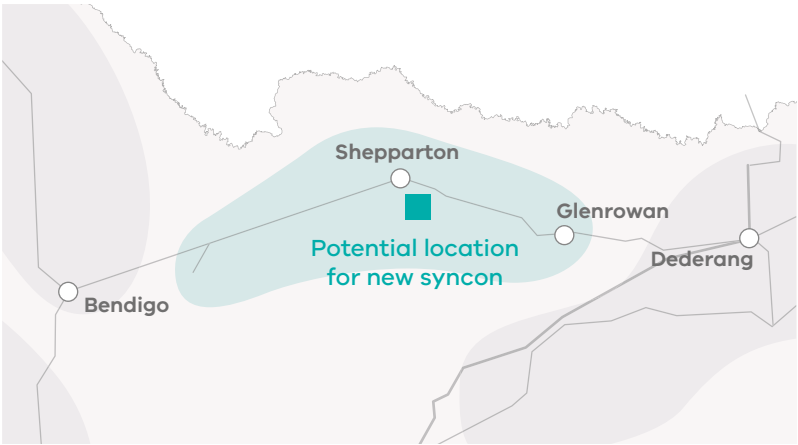 Shepparton
Glenrowan
Potential location
for new syncon
Dederang
Bendigo